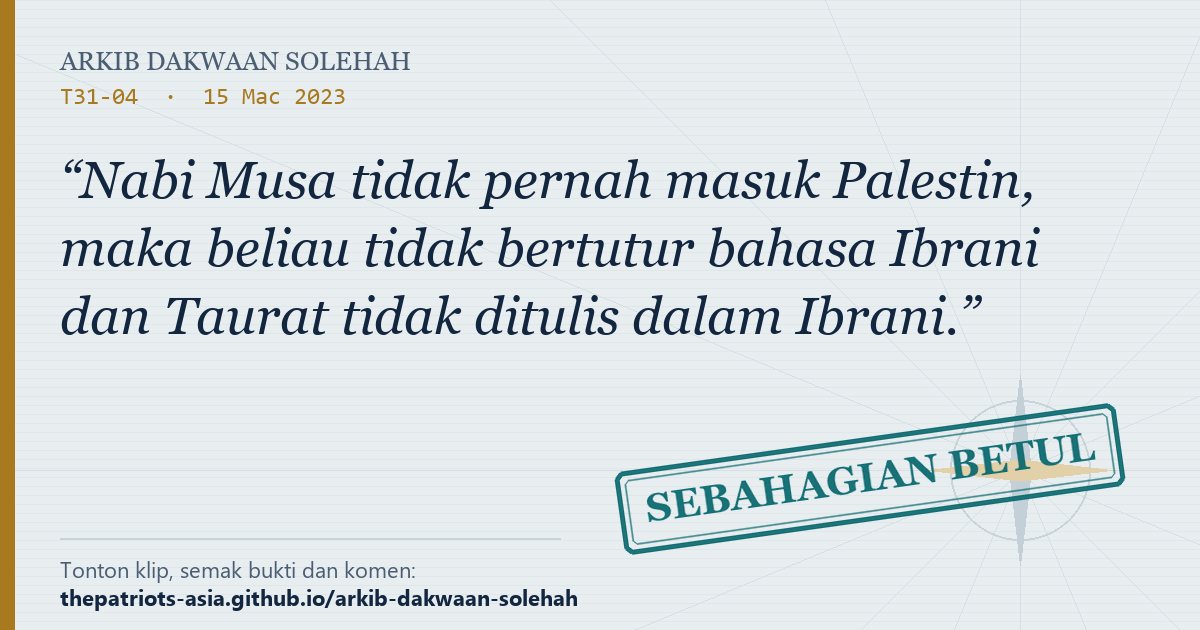 ARKIB DAKWAAN SOLEHAH
T31-04 · 15 Mac 2023
“Nabi Musa tidak pernah masuk Palestin,
maka beliau tidak bertutur bahasa Ibrani
dan Taurat tidak ditulis dalam Ibrani.”
SEBAHAGIAN BETUL
Tonton klip, semak bukti dan komen:
thepatriots-asia.github.io/arkib-dakwaan-solehah